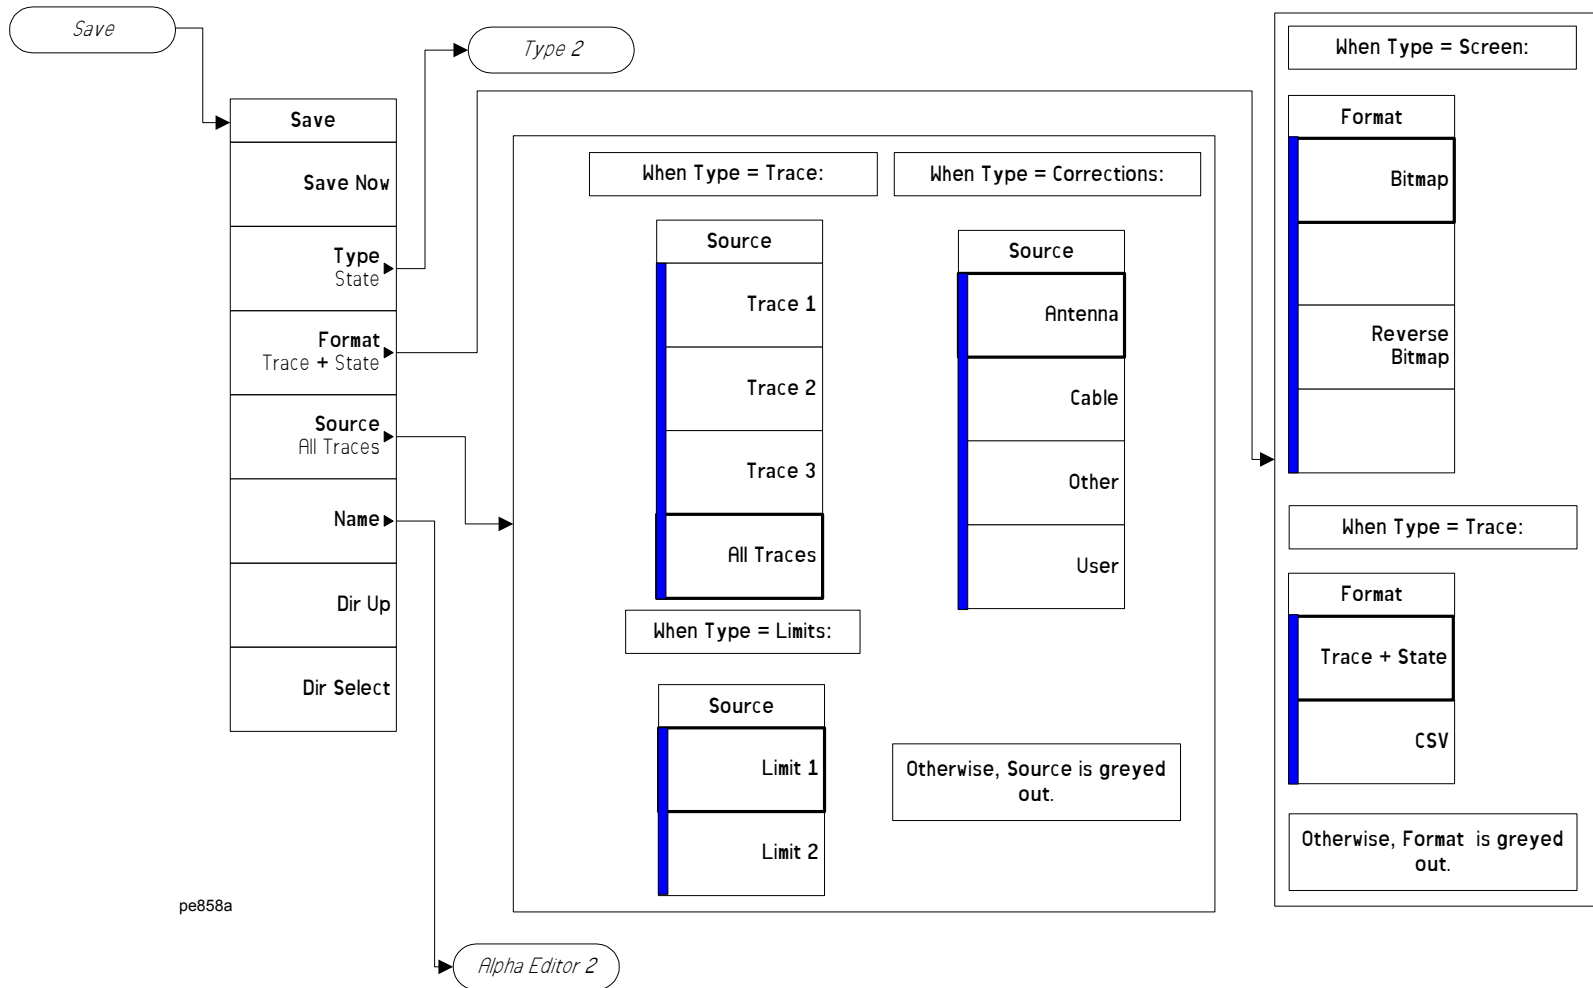 Save
Type 2
Save
Save Now
Type
State
Format
Trace + State
Source
All Traces
Name
Dir Up
Dir Select
When Type = Trace:
Source
Trace 1
Trace 2
Trace 3
All Traces
When Type = Corrections:
Source
Antenna
Cable
Other
User
When Type = Limits:
Source
Limit 1
Limit 2
Otherwise, Source is greyed
out.
When Type = Screen:
Format
Bitmap
Reverse
Bitmap
When Type = Trace:
Format
Trace + State
CSV
Otherwise, Format is greyed
out.
pe858a
Alpha Editor 2